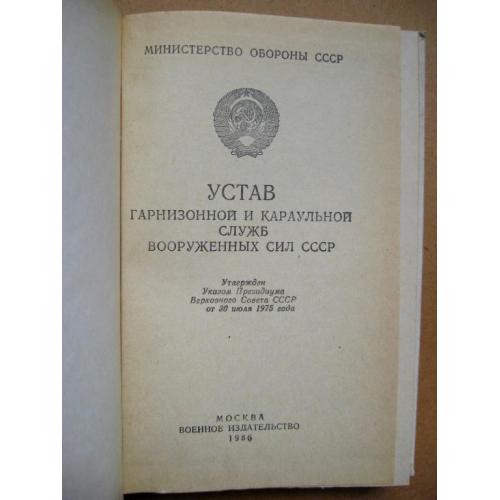 МИНИСТЕРСТВО ОБОРОНЫ СССР
УСТАВ
ГАРНИЗОННОЙ И КАРАУЛЬНОЙ
СЛУЖБ
ВООРУЖЕННЫХ СИЛ СССР
Утвержден
Указом Президиума
Верховного Совета СССР
от 30 июля 1975 года
МОСКВА
ВОЕННОЕ ИЗДАТЕЛЬСТВО
1986